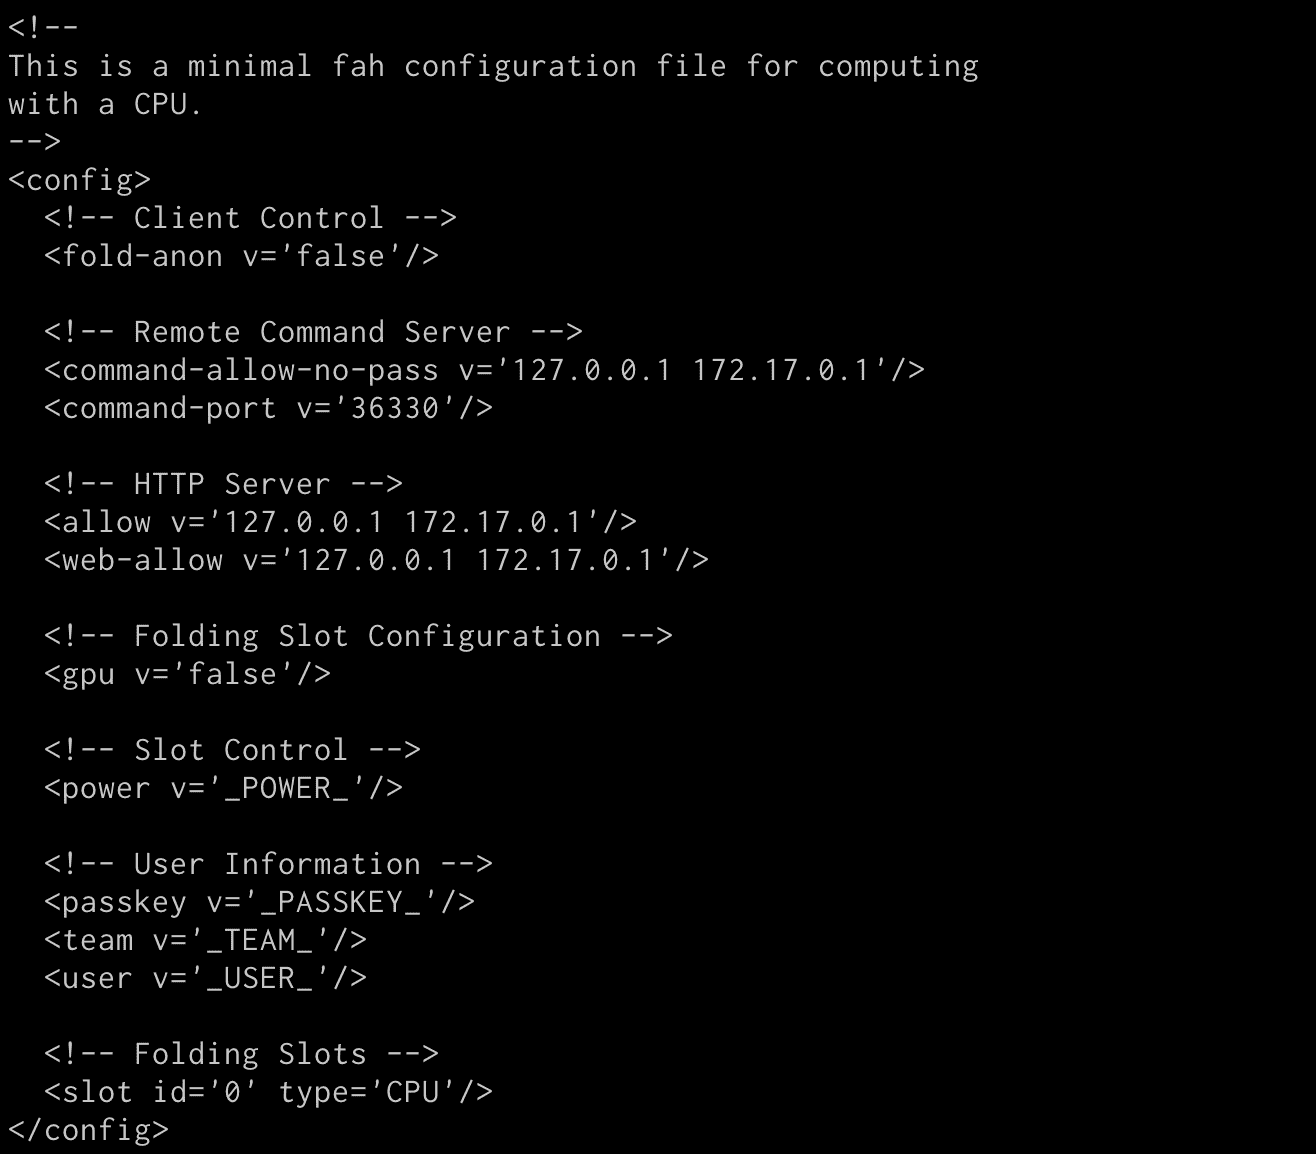 <!--
This is a minimal fah configuration file for computing
with a CPU.
-->
<config>
  <!-- Client Control -->
  <fold-anon v='false'/>

  <!-- Remote Command Server -->
  <command-allow-no-pass v='127.0.0.1 172.17.0.1'/>
  <command-port v='36330'/>

  <!-- HTTP Server -->
  <allow v='127.0.0.1 172.17.0.1'/>
  <web-allow v='127.0.0.1 172.17.0.1'/>

  <!-- Folding Slot Configuration -->
  <gpu v='false'/>

  <!-- Slot Control -->
  <power v='_POWER_'/>

  <!-- User Information -->
  <passkey v='_PASSKEY_'/>
  <team v='_TEAM_'/>
  <user v='_USER_'/>

  <!-- Folding Slots -->
  <slot id='0' type='CPU'/>
</config>